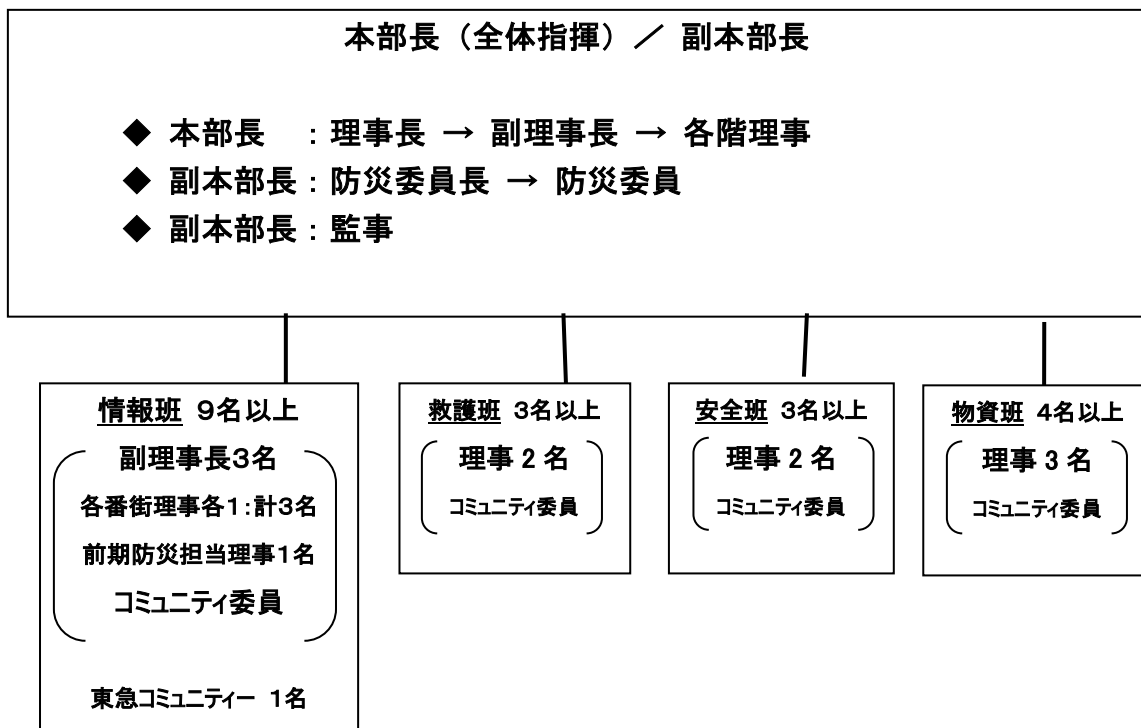 本部長（全体指揮）／ 副本部長
◆ 本部長　：理事長 → 副理事長 → 各階理事
◆ 副本部長：防災委員長 → 防災委員
◆ 副本部長：監事
情報班 ９名以上
副理事長３名
各番街理事各１：計３名
前期防災担当理事１名
コミュニティ委員
東急コミュニティー １名
救護班 ３名以上
理事 2 名
コミュニティ委員
安全班 ３名以上
理事 2 名
コミュニティ委員
物資班 ４名以上
理事 3 名
コミュニティ委員